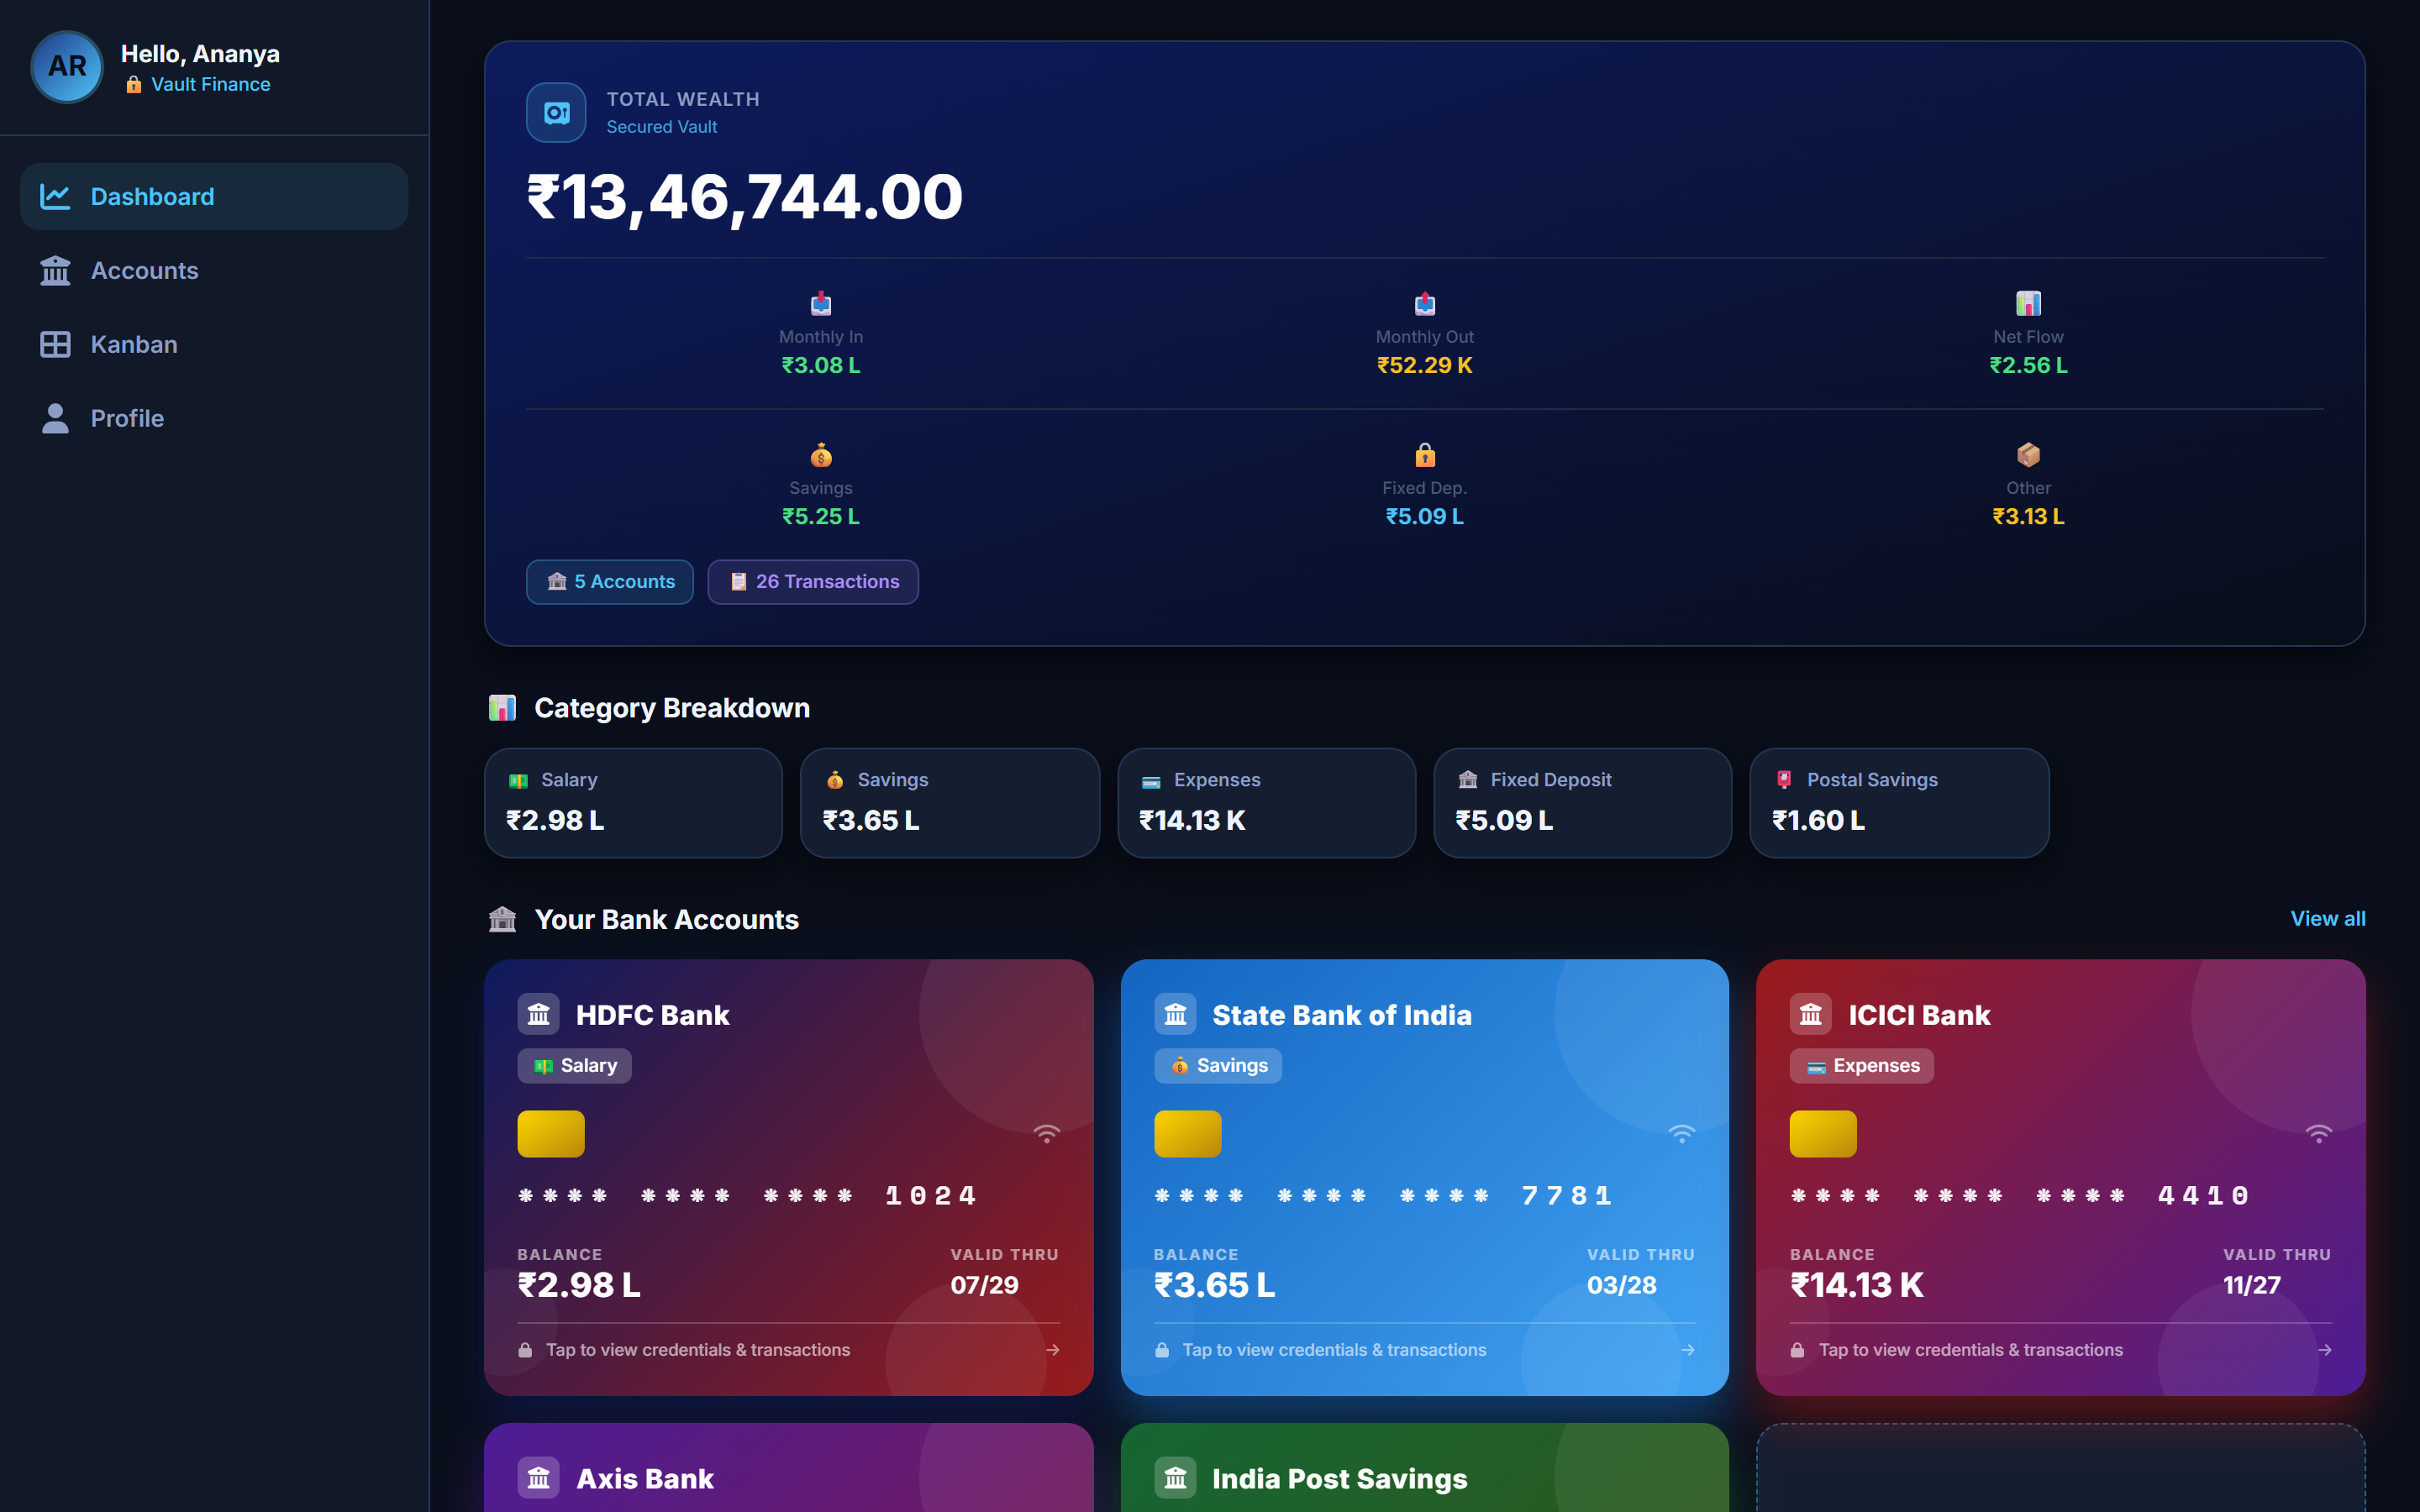 AR
Hello, Ananya
Vault Finance
Dashboard
Accounts
Kanban
Profile
TOTAL WEALTH
Secured Vault
₹13,46,744.00
Monthly In
₹3.08 L
Monthly Out
₹52.29 K
Net Flow
₹2.56 L
Savings
₹5.25 L
Fixed Dep.
₹5.09 L
Other
₹3.13 L
5 Accounts
26 Transactions
Category Breakdown
Salary
₹2.98 L
Savings
₹3.65 L
Expenses
₹14.13 K
Fixed Deposit
₹5.09 L
Postal Savings
₹1.60 L
Your Bank Accounts
View all
HDFC Bank
Salary
**** **** **** 1024
BALANCE
₹2.98 L
VALID THRU
07/29
Tap to view credentials & transactions
State Bank of India
Savings
**** **** **** 7781
BALANCE
₹3.65 L
VALID THRU
03/28
Tap to view credentials & transactions
ICICI Bank
Expenses
**** **** **** 4410
BALANCE
₹14.13 K
VALID THRU
11/27
Tap to view credentials & transactions
Axis Bank
India Post Savings